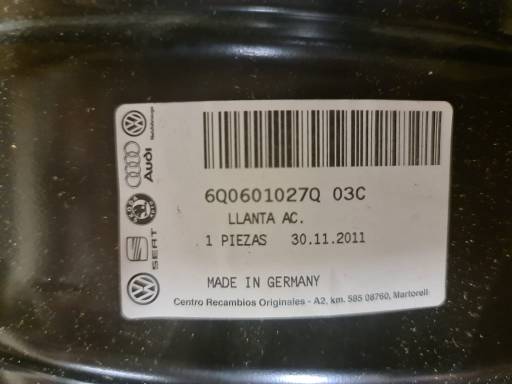 6Q0601027Q 03C
LLANTA AC.
1 PIEZAS 30.11.2011
MADE IN GERMANY
Centro Recambios Originales - A2, km. 585 08760, Martorell
Audi
SEAT